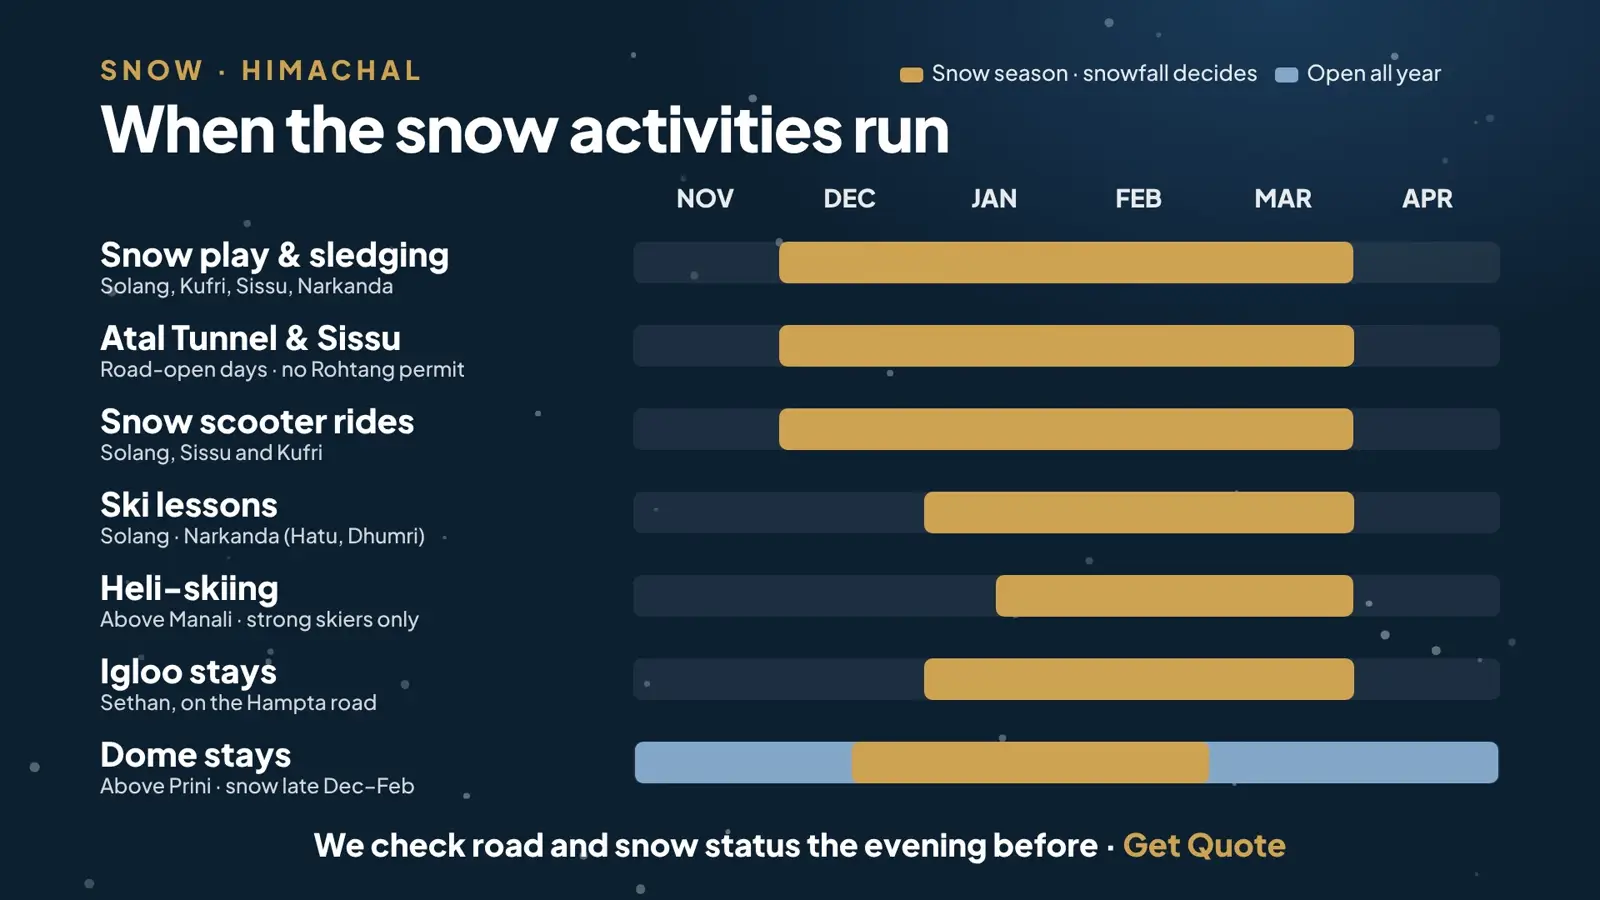 SNOW · HIMACHAL
Snow season · snowfall decides
Open all year
When the snow activities run
NOV DEC JAN FEB MAR APR
Snow play & sledging
Solang, Kufri, Sissu, Narkanda
Atal Tunnel & Sissu
Road-open days · no Rohtang permit
Snow scooter rides
Solang, Sissu and Kufri
Ski lessons
Solang · Narkanda (Hatu, Dhumri)
Heli-skiing
Above Manali · strong skiers only
Igloo stays
Sethan, on the Hampta road
Dome stays
Above Prini · snow late Dec–Feb
We check road and snow status the evening before · Get Quote